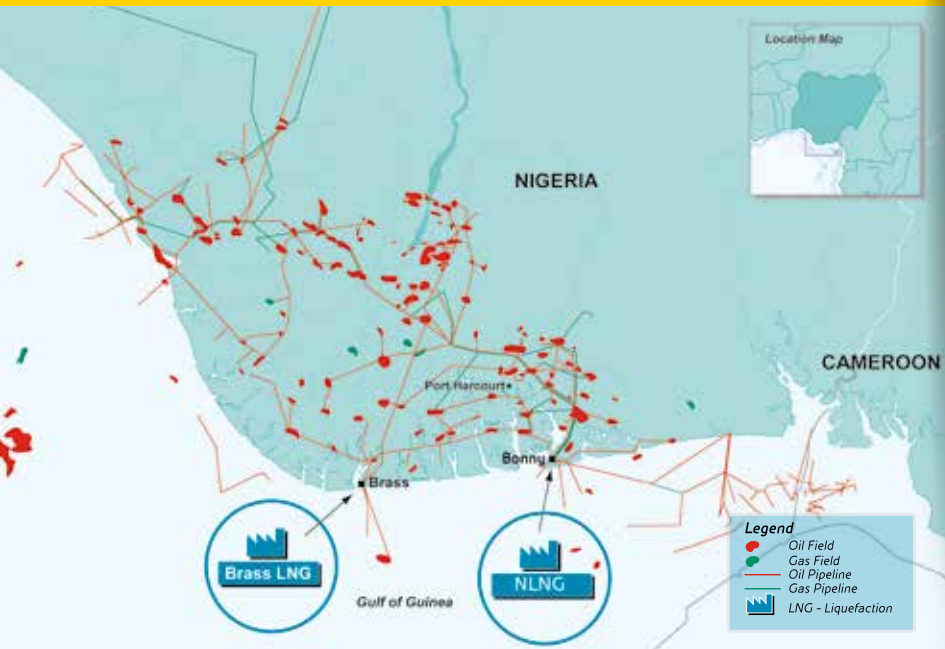 Location Map
NIGERIA
CAMEROON
Port Harcourt
Bonny
Brass
Brass LNG
NLNG
Gulf of Guinea
Legend
Oil Field
Gas Field
Oil Pipeline
Gas Pipeline
LNG - Liquefaction